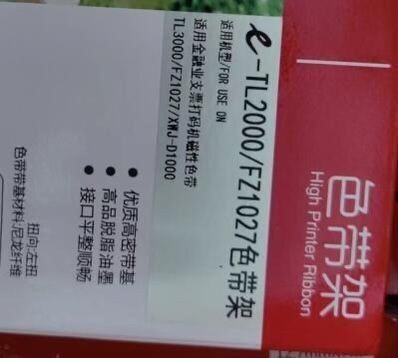 色带架
High Printer Ribbon
e-TL2000/FZ1027色带架
适用机型/FOR USE ON
适用金融业支票打码机磁性色带
TL3000/FZ1027/XWJ-D1000
● 优质高密带基
● 高品脱脂油墨
● 接口平整顺畅
扭向:左扭
色带带基材料:尼龙纤维